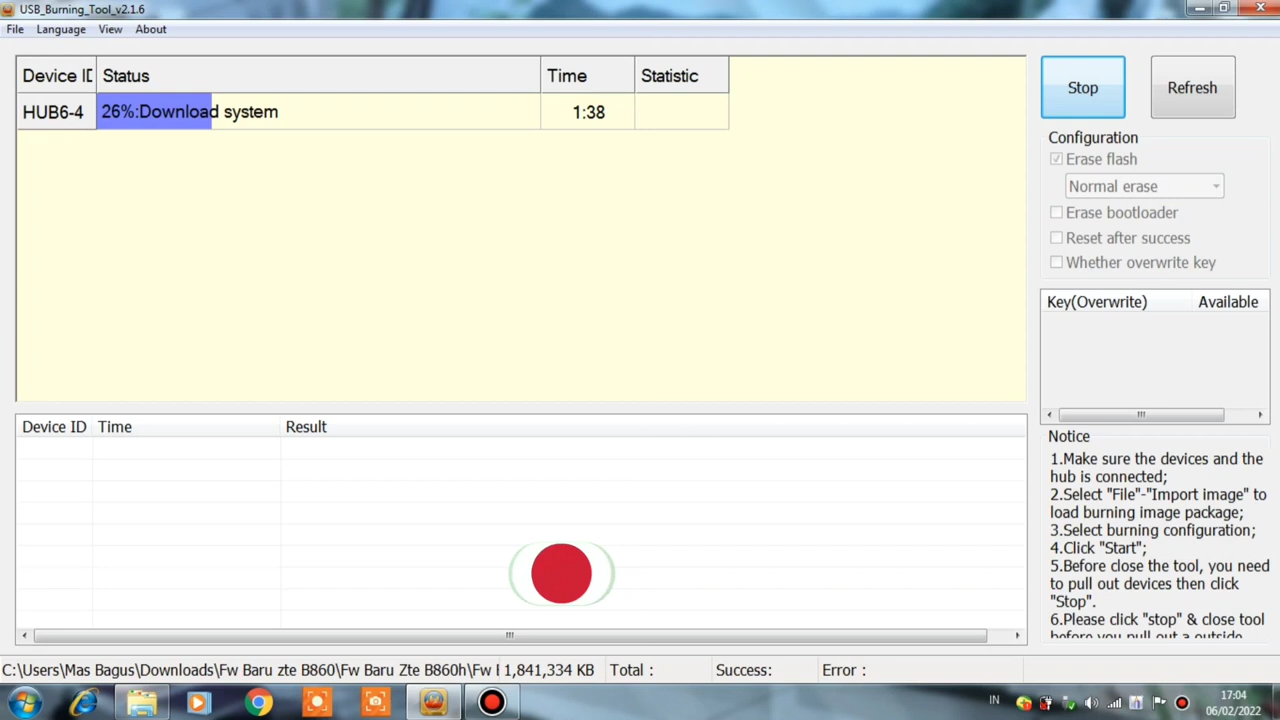 USB_Burning_Tool_v2.1.6
File Language View About
Device ID Status Time Statistic
HUB6-4 26%:Download system 1:38
Stop Refresh
Configuration
Erase flash
Normal erase
Erase bootloader
Reset after success
Whether overwrite key
Key(Overwrite) Available
Device ID Time Result
Notice
1.Make sure the devices and the
hub is connected;
2.Select "File"-"Import image" to
load burning image package;
3.Select burning configuration;
4.Click "Start";
5.Before close the tool, you need
to pull out devices then click
"Stop".
6.Please click "stop" & close tool
before you pull out a outside
C:\Users\Mas Bagus\Downloads\Fw Baru zte B860\Fw Baru Zte B860h\Fw 1,841,334 KB Total : Success: Error :
IN 17:04
06/02/2022